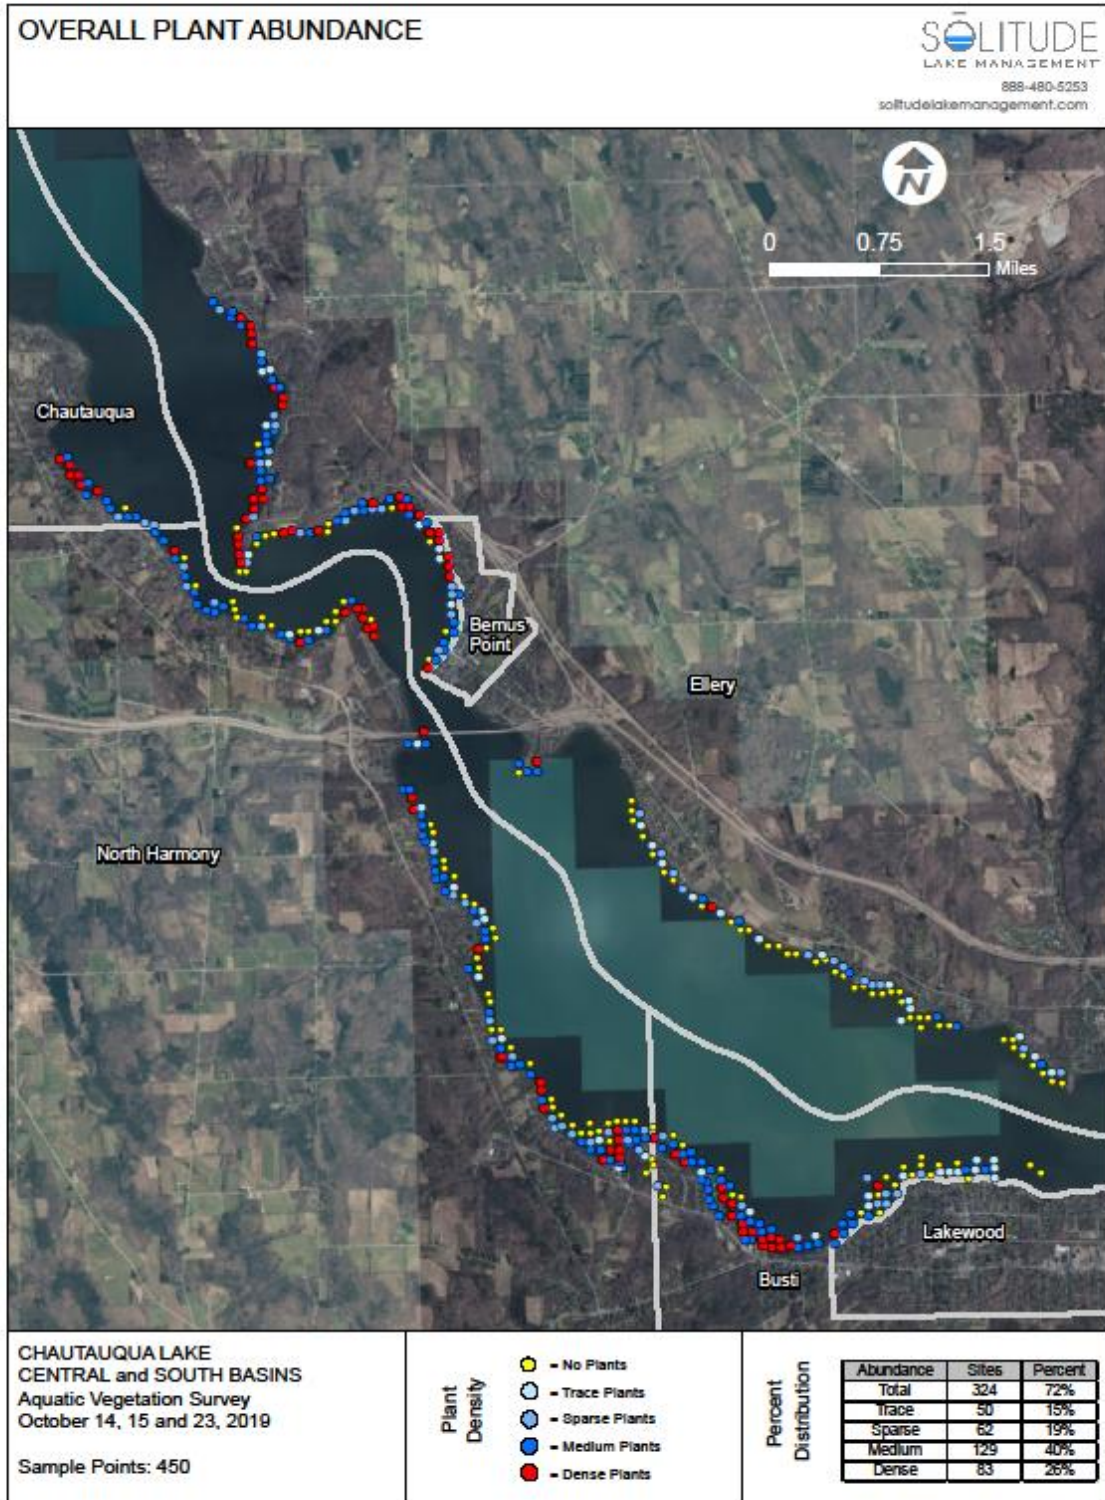 OVERALL PLANT ABUNDANCE
SŌLITUDE
LAKE MANAGEMENT
888-480-5253
solitudelakemanagement.com
N
0 0.75 1.5
Miles
Chautauqua
Bemus
Point
Ellery
North Harmony
Lakewood
Busti
CHAUTAUQUA LAKE
CENTRAL and SOUTH BASINS
Aquatic Vegetation Survey
October 14, 15 and 23, 2019
Sample Points: 450
Plant
Density
= No Plants
= Trace Plants
= Sparse Plants
= Medium Plants
= Dense Plants
Percent
Distribution
Abundance Sites Percent
Total 324 72%
Trace 50 15%
Sparse 62 19%
Medium 129 40%
Dense 83 26%